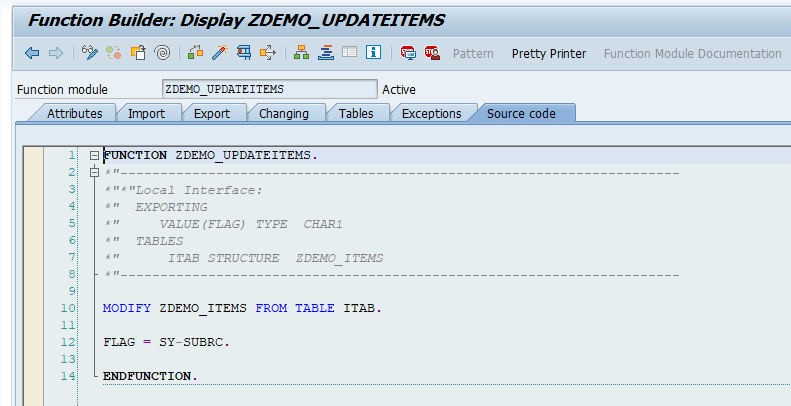 Function Builder: Display ZDEMO_UPDATEITEMS
Pattern Pretty Printer Function Module Documentation
Function module ZDEMO_UPDATEITEMS Active
Attributes Import Export Changing Tables Exceptions Source code
1 FUNCTION ZDEMO_UPDATEITEMS.
2 *"----------------------------------------------------------------------
3 *"*"Local Interface:
4 *"  EXPORTING
5 *"     VALUE(FLAG) TYPE  CHAR1
6 *"  TABLES
7 *"      ITAB STRUCTURE  ZDEMO_ITEMS
8 *"----------------------------------------------------------------------
9
10 MODIFY ZDEMO_ITEMS FROM TABLE ITAB.
11
12 FLAG = SY-SUBRC.
13
14 ENDFUNCTION.